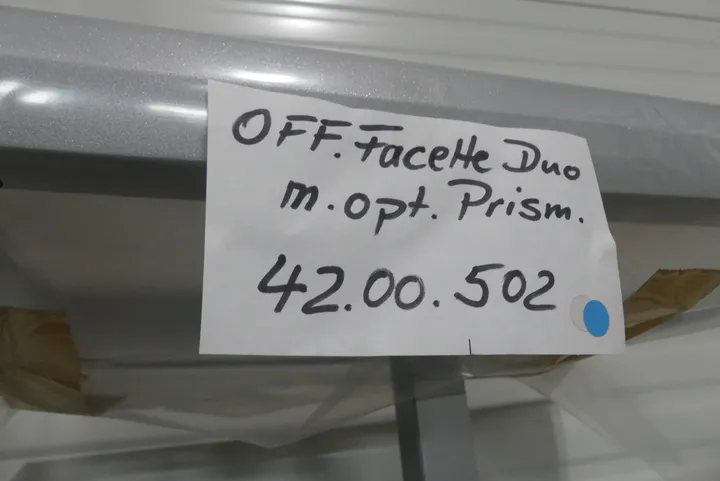 OFF. Facette Duo
m. opt. Prism.
42.00.502